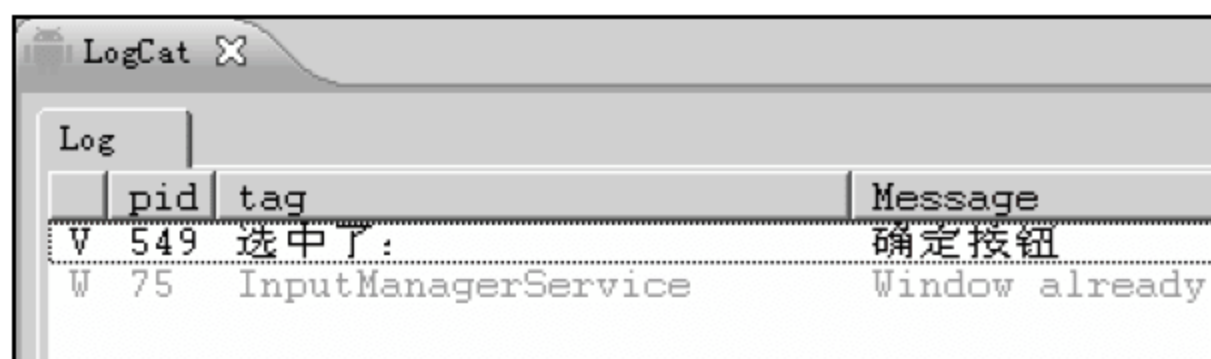 LogCat
Log
pid tag Message
V 549 选中了： 确定按钮
W 75 InputManagerService Window already